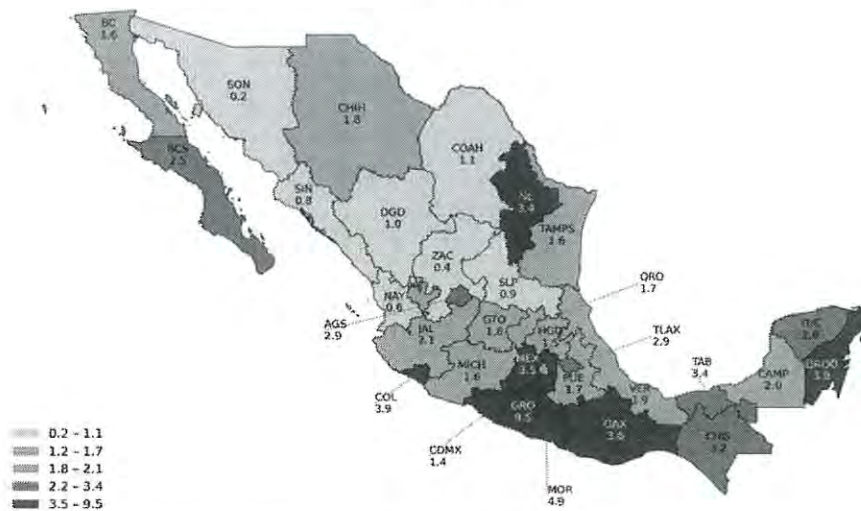 BC
1.6
SON
0.2
CHIH
1.8
COAH
1.1
BCS
2.5
SIN
0.8
DGD
1.0
NL
3.4
TAMPS
1.6
ZAC
0.4
SLP
0.9
QRO
1.7
NAY
0.6
AGS
2.9
JAL
2.1
GTO
1.8
HGO
1.5
TLAX
2.9
MICH
1.6
MEX
3.5
PUE
1.7
VER
1.9
TAB
3.4
CAMP
2.0
YUC
2.8
QROO
3.9
COL
3.9
GRO
9.5
OAX
3.6
CHIS
3.2
CDMX
1.4
MOR
4.9
0.2 – 1.1
1.2 – 1.7
1.8 – 2.1
2.2 – 3.4
3.5 – 9.5